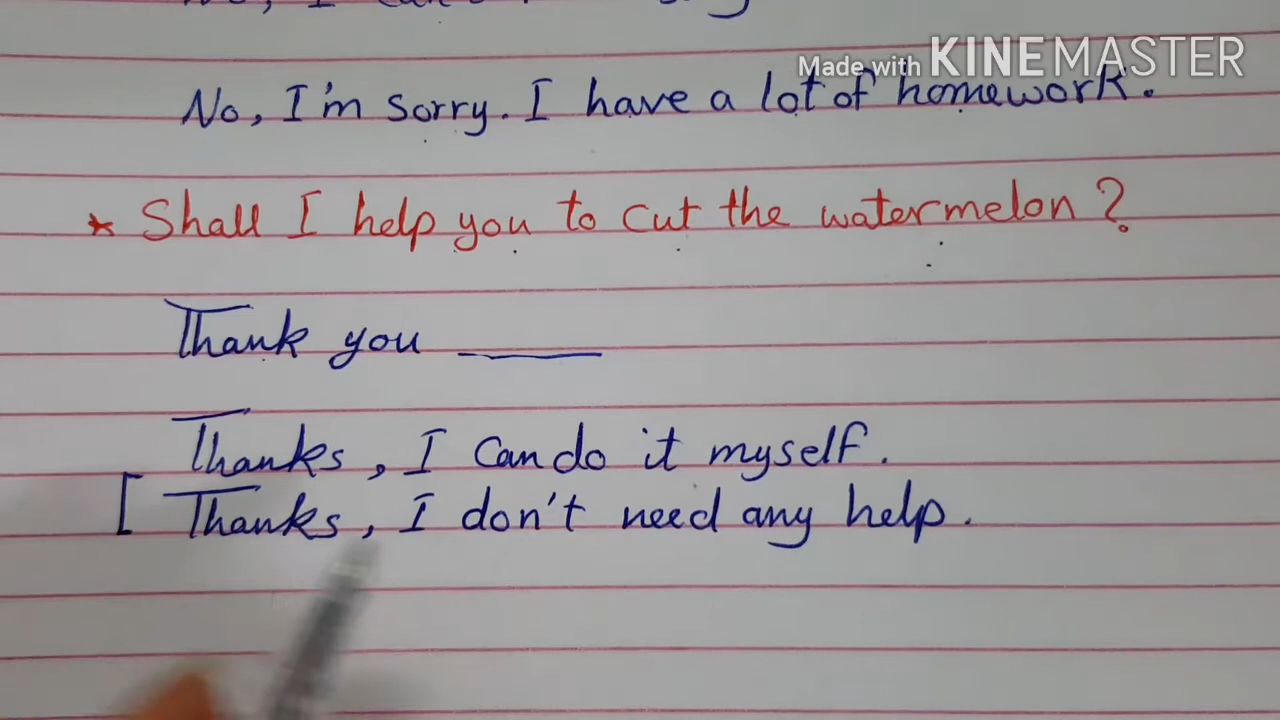 Made with KINEMASTER
No, I'm sorry. I have a lot of homework.
* Shall I help you to cut the watermelon?
Thank you ______
Thanks, I can do it myself.
[ Thanks, I don't need any help.